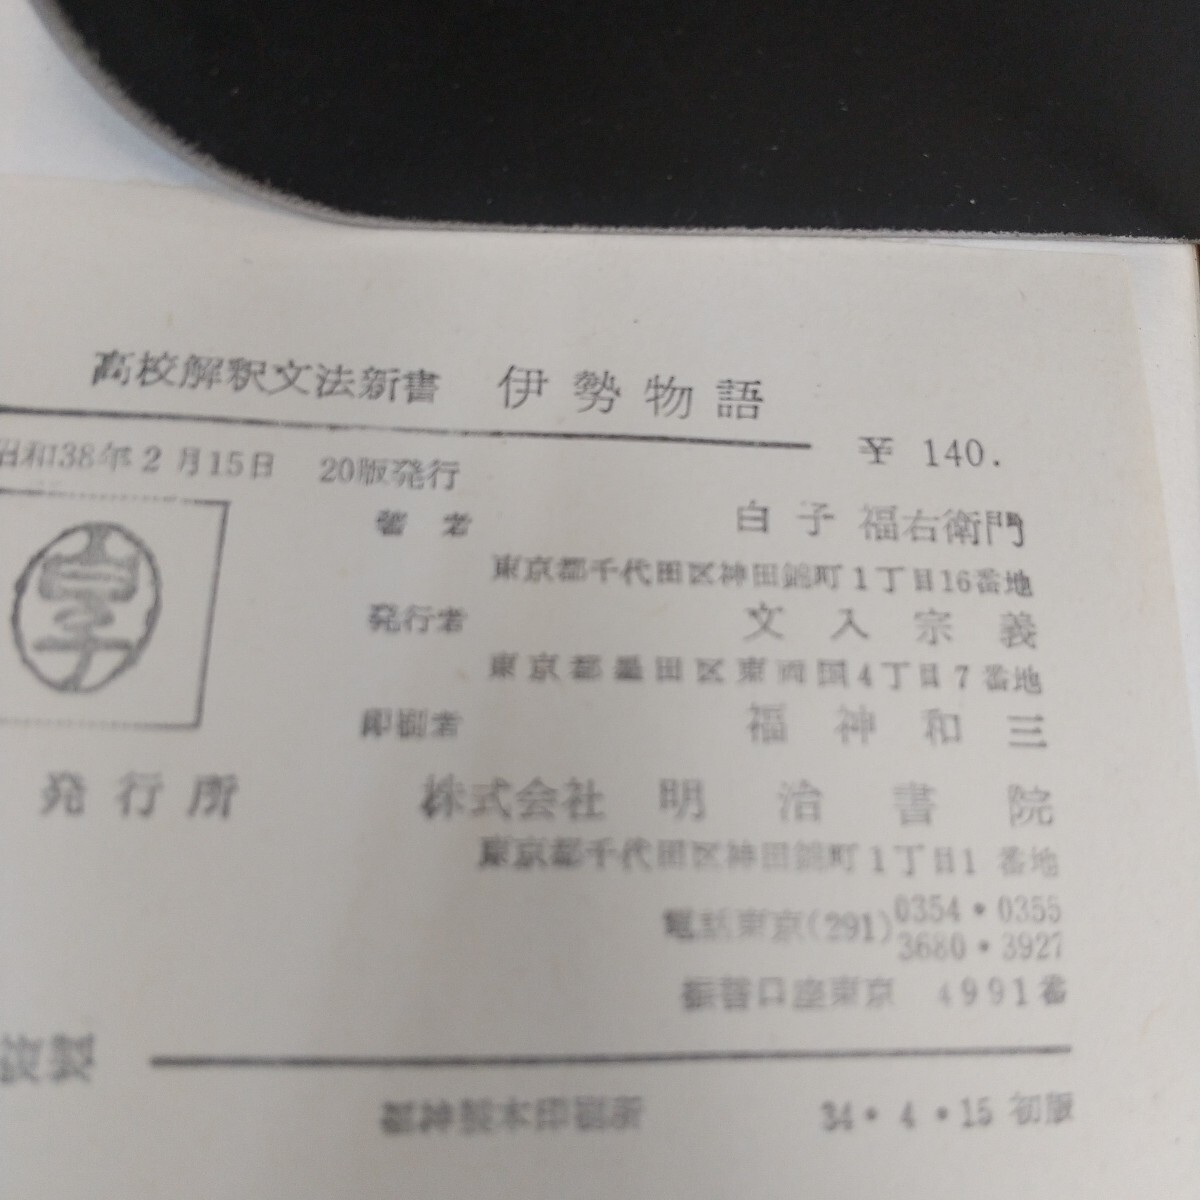 高校解釈文法新書 伊勢物語
¥ 140.
昭和38年2月15日 20版発行
著者 白子福右衛門
東京都千代田区神田錦町1丁目16番地
発行者 文入宗義
東京都墨田区東両国4丁目7番地
印刷者 福神和三
白子
発行所 株式会社 明治書院
東京都千代田区神田錦町1丁目1番地
電話東京(291)0354・0355
3680・3927
振替口座東京 4991番
複製
福神製本印刷所 34・4・15 初版